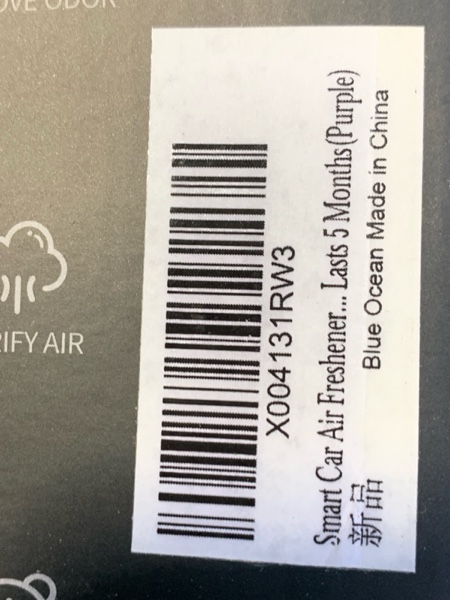 OVE ODOR
RIFY AIR
X004131RW3
Smart Car Air Freshener... Lasts 5 Months(Purple)
新品
Blue Ocean Made in China